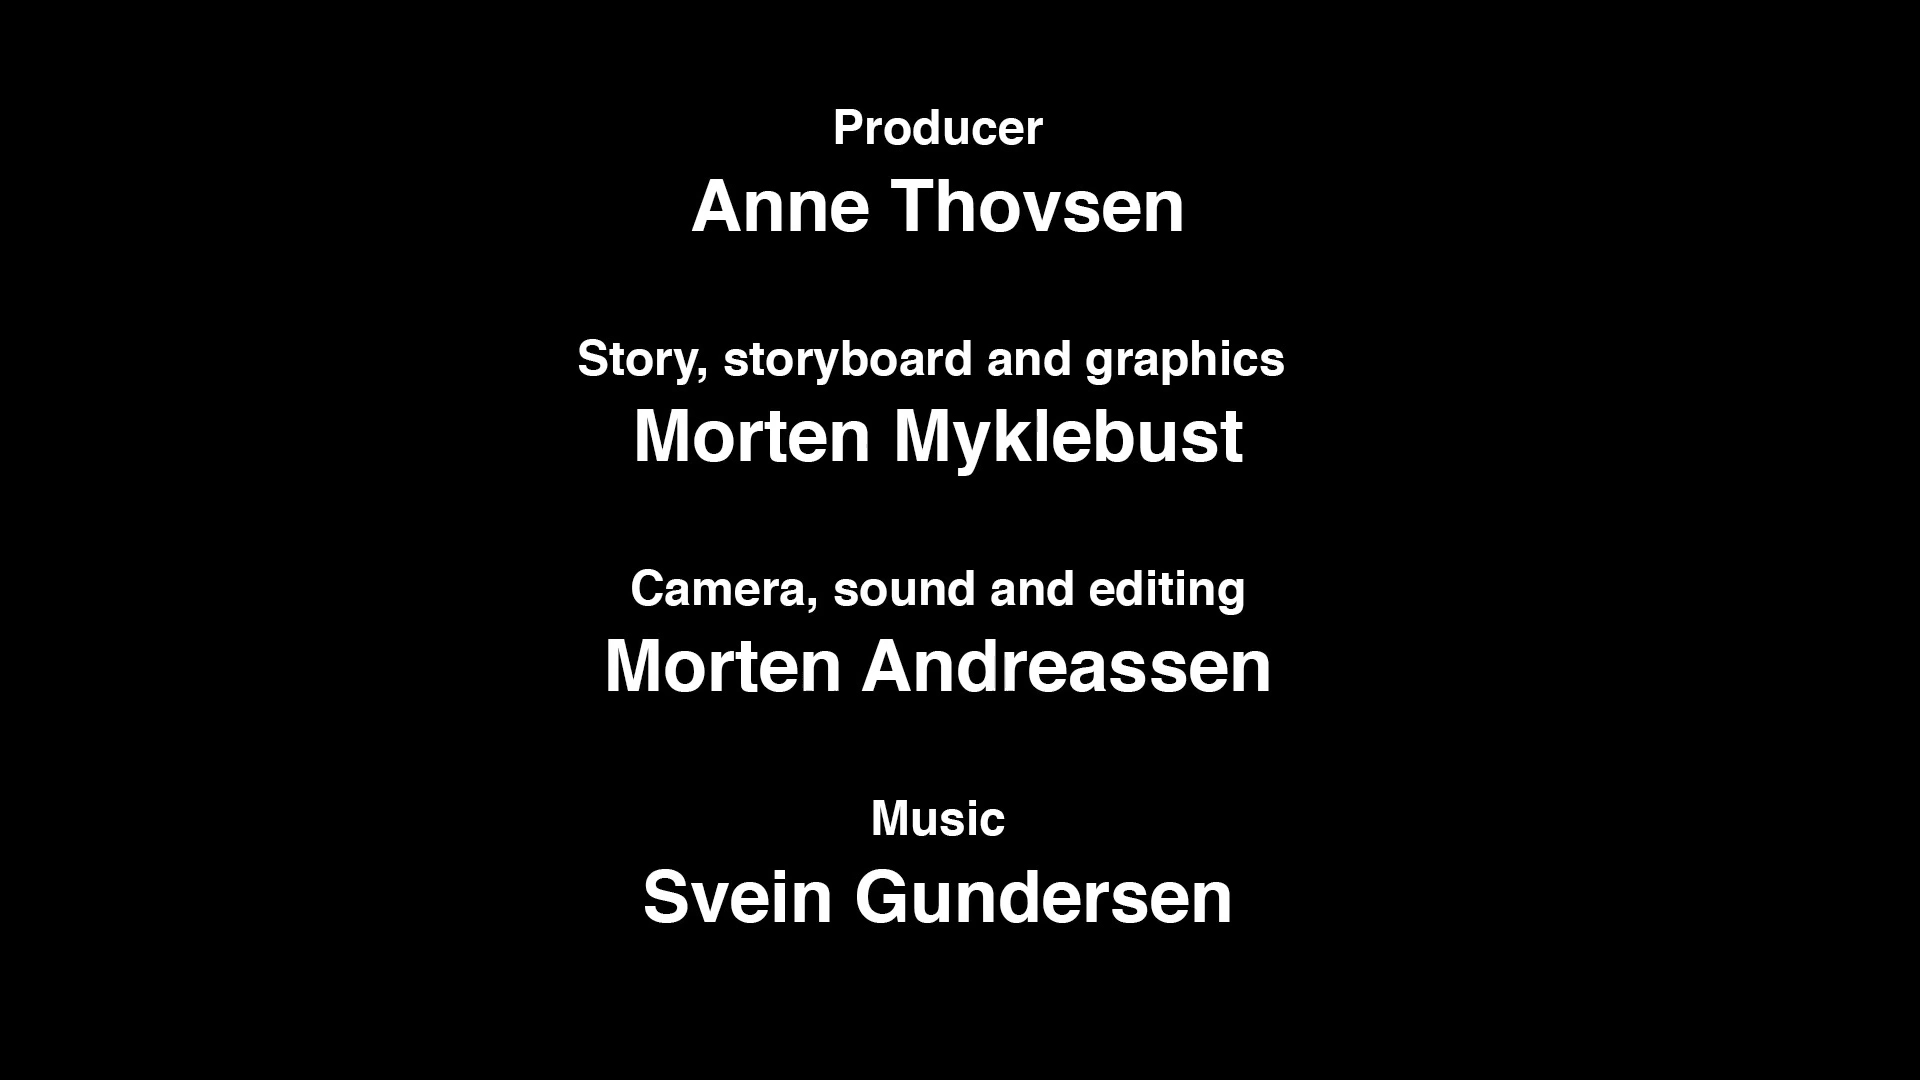 Producer
Anne Thovsen
Story, storyboard and graphics
Morten Myklebust
Camera, sound and editing
Morten Andreassen
Music
Svein Gundersen